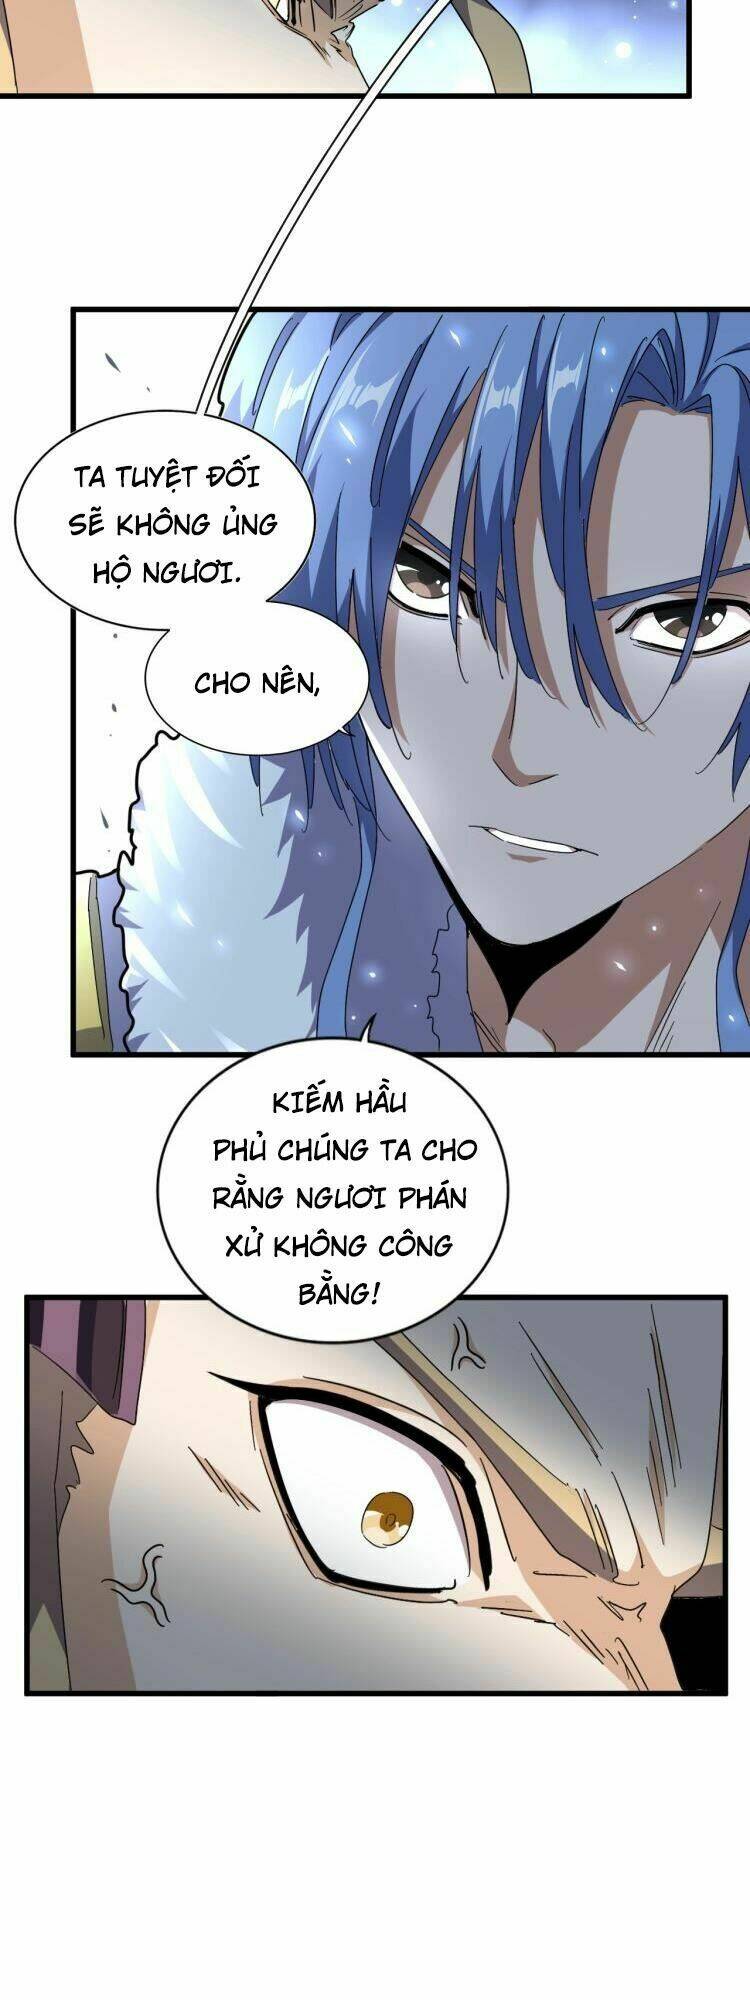 TA TUYỆT ĐỐI
SẼ KHÔNG ỦNG
HỘ NGƯƠI.
CHO NÊN,
KIẾM HẦU
PHỦ CHÚNG TA CHO
RẰNG NGƯƠI PHÁN
XỬ KHÔNG CÔNG
BẰNG!